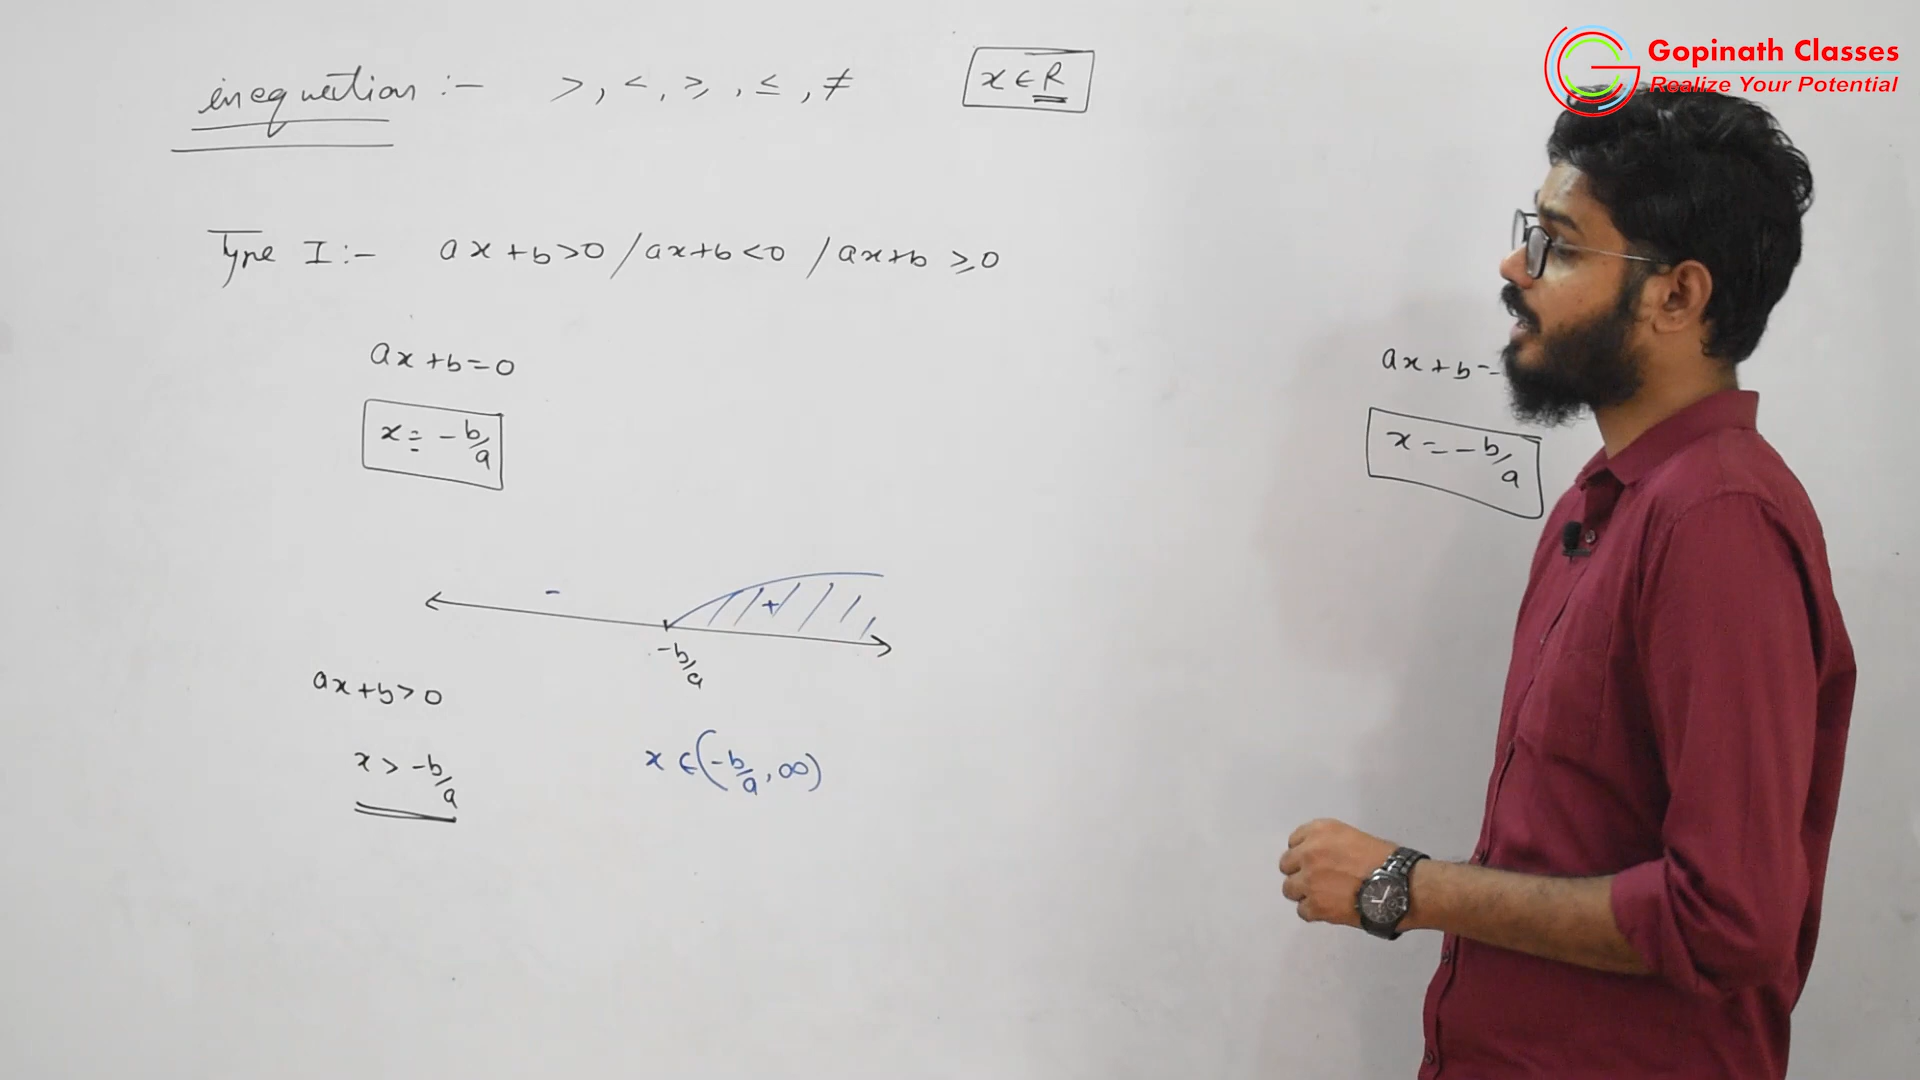 inequation :- >, <, ≥, ≤, ≠
x ∈ R
Gopinath Classes
Realize Your Potential
Type I :- ax+b>0 / ax+b<0 / ax+b ≥0
ax+b=0
x = -b/a
ax+b=
x = -b/a
- +
-b/a
ax+b>0
x > -b/a
x ∈ (-b/a, ∞)